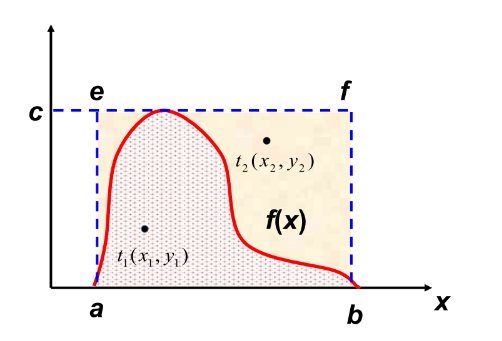 e
f
c
t₂(x₂, y₂)
f(x)
t₁(x₁, y₁)
x
a
b